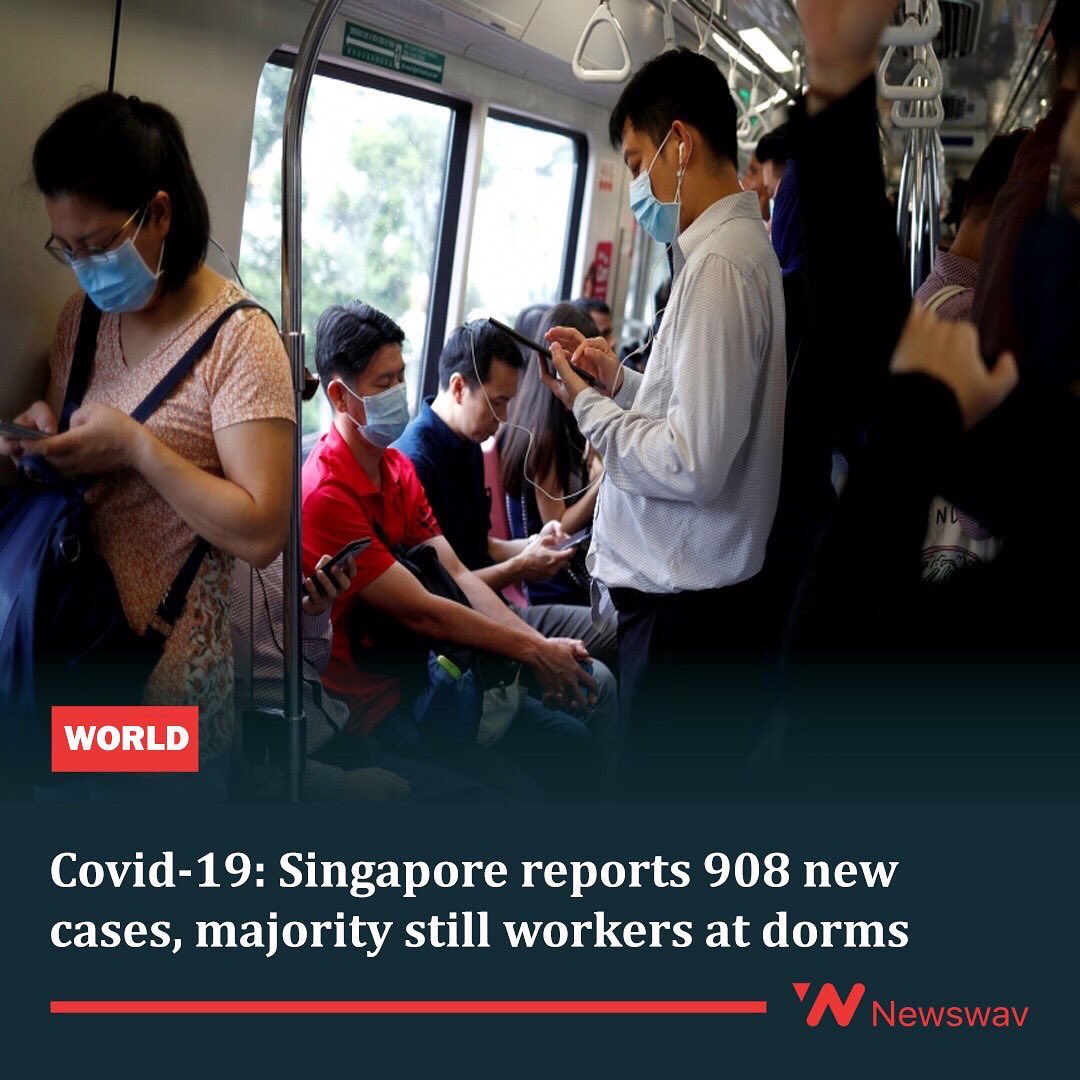 WORLD
Covid-19: Singapore reports 908 new
cases, majority still workers at dorms
Newswav